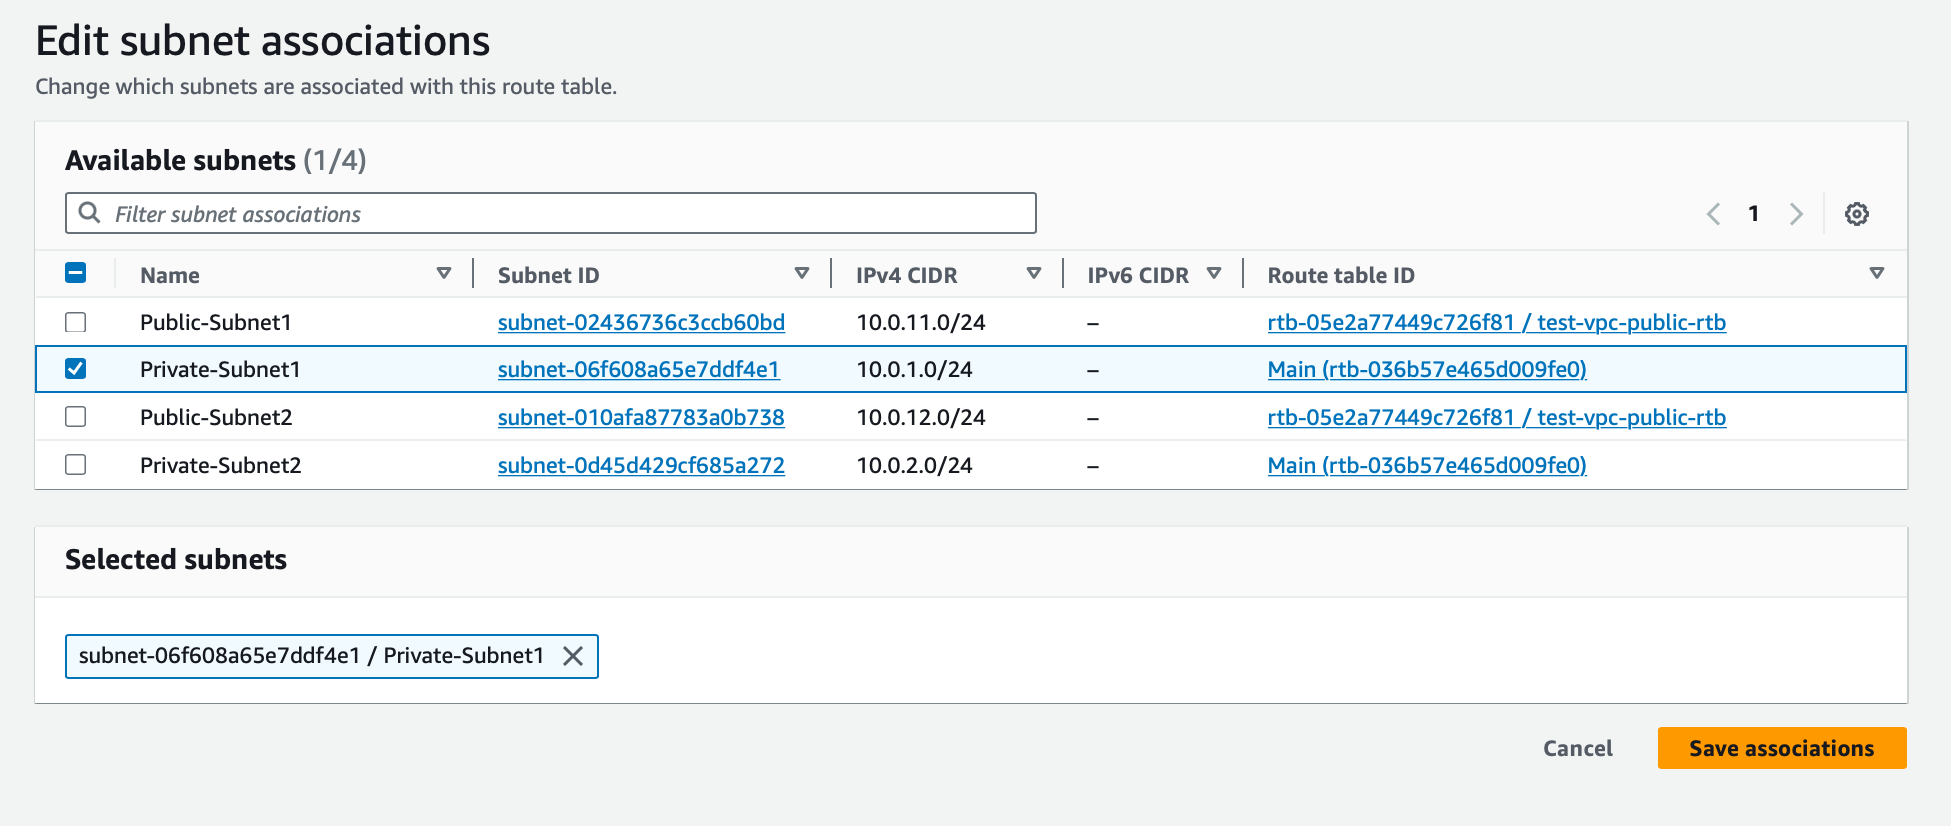 Edit subnet associations
Change which subnets are associated with this route table.
Available subnets (1/4)
Filter subnet associations
1
Name Subnet ID IPv4 CIDR IPv6 CIDR Route table ID
Public-Subnet1 subnet-02436736c3ccb60bd 10.0.11.0/24 – rtb-05e2a77449c726f81 / test-vpc-public-rtb
Private-Subnet1 subnet-06f608a65e7ddf4e1 10.0.1.0/24 – Main (rtb-036b57e465d009fe0)
Public-Subnet2 subnet-010afa87783a0b738 10.0.12.0/24 – rtb-05e2a77449c726f81 / test-vpc-public-rtb
Private-Subnet2 subnet-0d45d429cf685a272 10.0.2.0/24 – Main (rtb-036b57e465d009fe0)
Selected subnets
subnet-06f608a65e7ddf4e1 / Private-Subnet1
Cancel Save associations